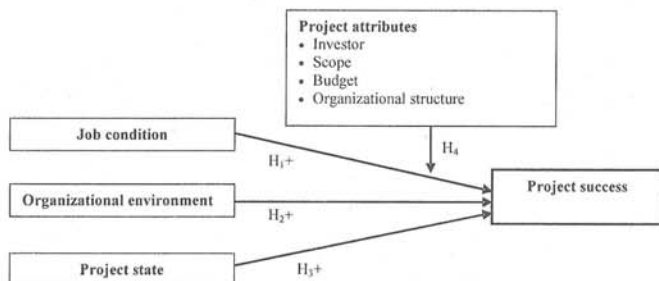 Project attributes
• Investor
• Scope
• Budget
• Organizational structure
Job condition
H₄
H₁+
Project success
Organizational environment
H₂+
Project state
H₃+